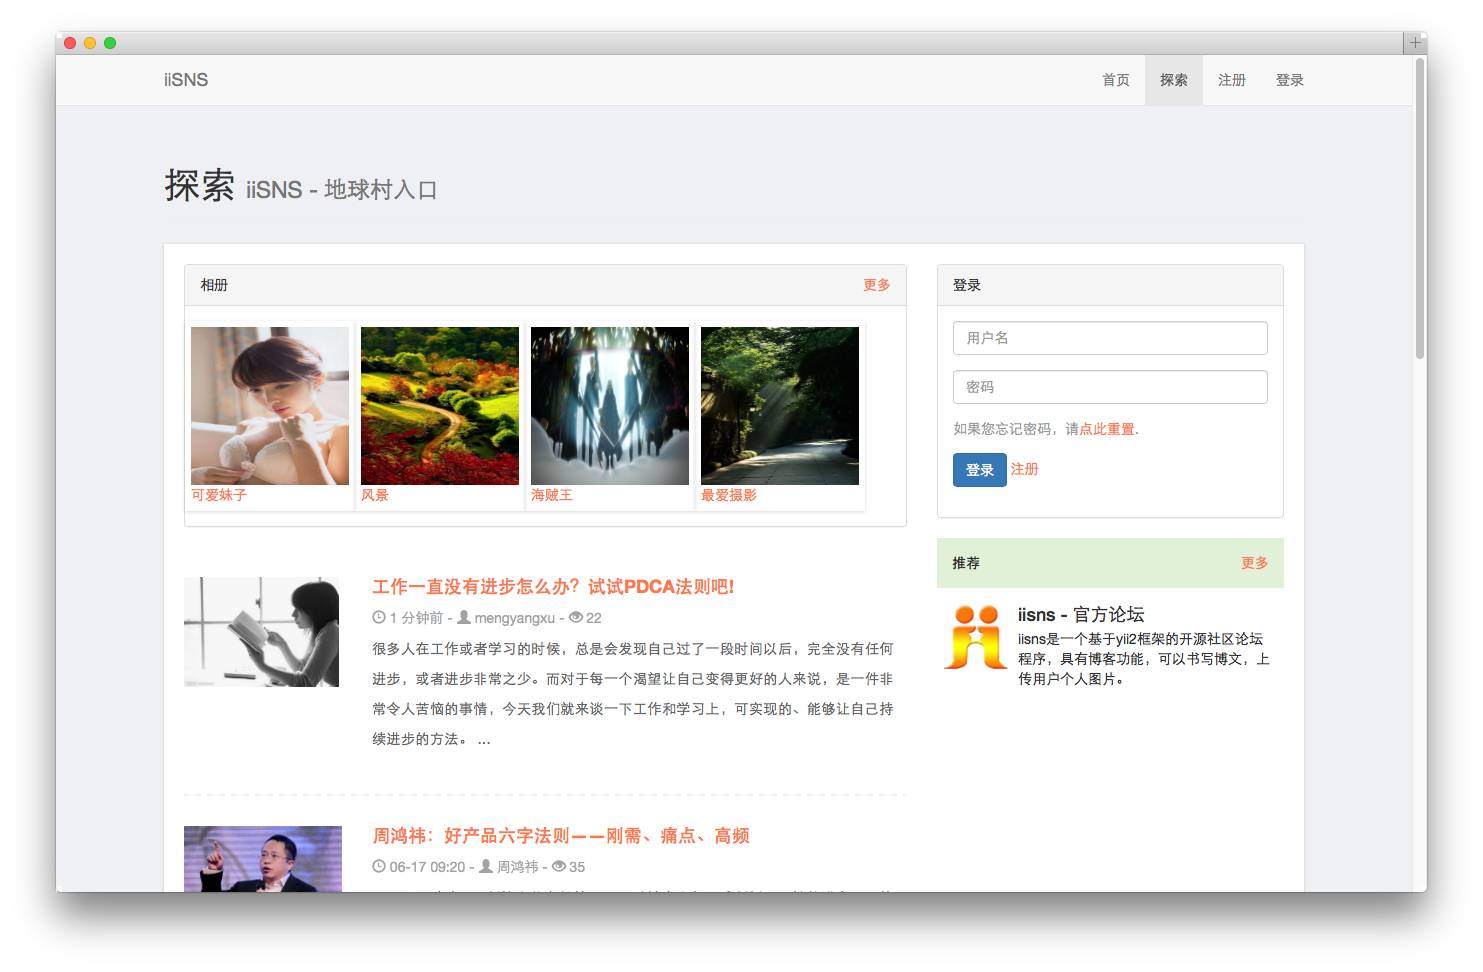 iiSNS
首页 探索 注册 登录
探索 iiSNS - 地球村入口
相册 更多
可爱妹子 风景 海贼王 最爱摄影
工作一直没有进步怎么办？试试PDCA法则吧!
1 分钟前 - mengyangxu - 22
很多人在工作或者学习的时候，总是会发现自己过了一段时间以后，完全没有任何
进步，或者进步非常之少。而对于每一个渴望让自己变得更好的人来说，是一件非
常令人苦恼的事情，今天我们就来谈一下工作和学习上，可实现的、能够让自己持
续进步的方法。 ...
周鸿祎：好产品六字法则——刚需、痛点、高频
06-17 09:20 - 周鸿祎 - 35
登录
用户名
密码
如果您忘记密码，请点此重置.
登录 注册
推荐 更多
iisns - 官方论坛
iisns是一个基于yii2框架的开源社区论坛
程序，具有博客功能，可以书写博文，上
传用户个人图片。